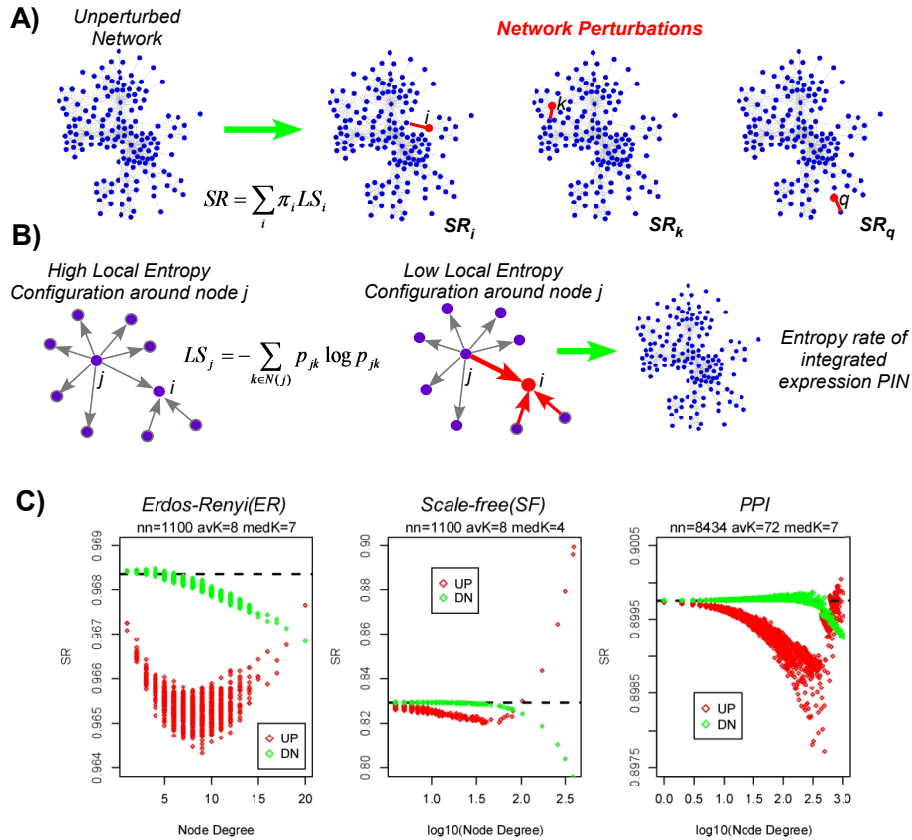 A)
Unperturbed
Network
Network Perturbations
i
k
q
SR = ∑ π_i LS_i
i
SR_i
SR_k
SR_q
B)
High Local Entropy
Configuration around node j
Low Local Entropy
Configuration around node j
LS_j = − ∑ p_jk log p_jk
k∈N(j)
j
i
j
i
Entropy rate of
integrated
expression PIN
C)
Erdos-Renyi(ER)
nn=1100 avK=8 medK=7
SR
0.969
0.968
0.967
0.966
0.965
0.964
UP
DN
5 10 15 20
Node Degree
Scale-free(SF)
nn=1100 avK=8 medK=4
SR
0.90
0.88
0.86
0.84
0.82
0.80
UP
DN
1.0 1.5 2.0 2.5
log10(Node Degree)
PPI
nn=8434 avK=72 medK=7
SR
0.9005
0.8995
0.8985
0.8975
UP
DN
0.0 0.5 1.0 1.5 2.0 2.5 3.0
log10(Node Degree)